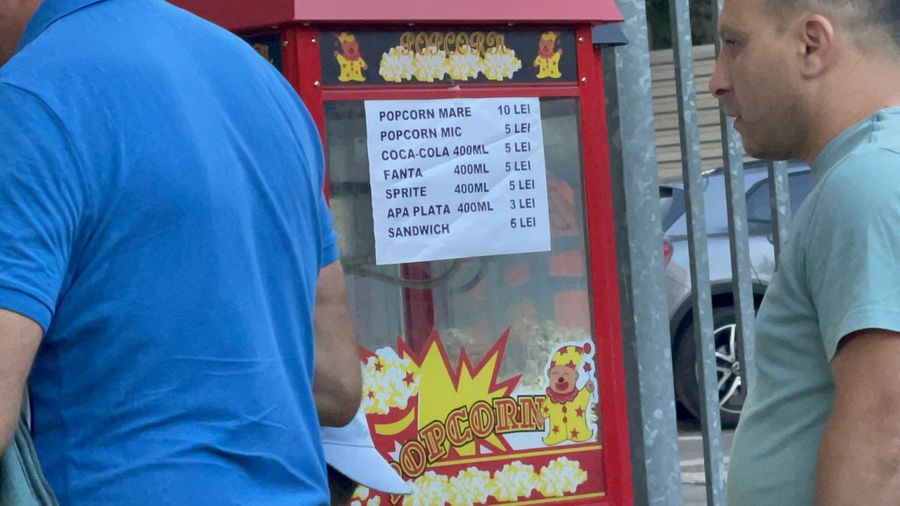 POPCORN
POPCORN MARE 10 LEI
POPCORN MIC 5 LEI
COCA-COLA 400ML 5 LEI
FANTA 400ML 5 LEI
SPRITE 400ML 5 LEI
APA PLATA 400ML 3 LEI
SANDWICH 6 LEI
POPCORN